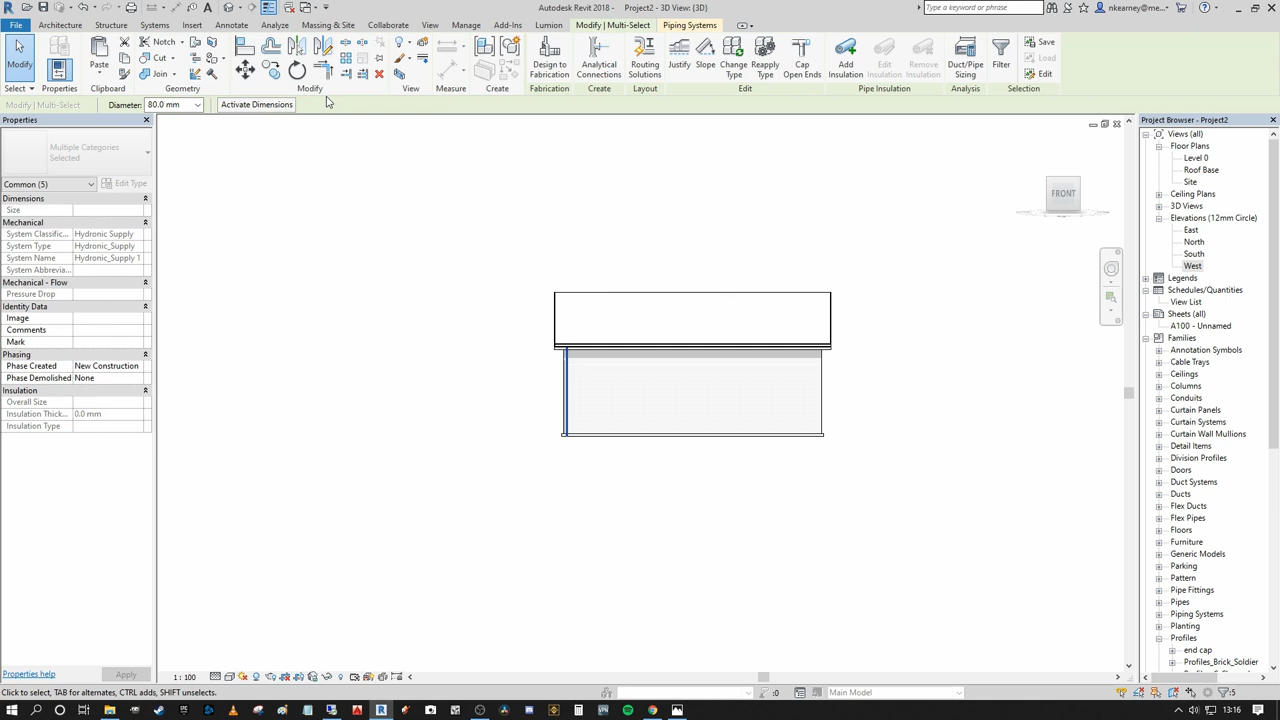 Autodesk Revit 2023 - Project2 - 3D View: {3D}
Type a keyword or phrase
nkearney@me...
File
Architecture
Structure
Systems
Insert
Annotate
Analyze
Massing & Site
Collaborate
View
Manage
Add-Ins
Lumion
Modify | Multi-Select
Piping Systems
Modify
Paste
Notch
Cut
Join
Design to
Fabrication
Analytical
Connections
Routing
Solutions
Justify
Slope
Change
Type
Reapply
Type
Cap
Open Ends
Add
Insulation
Edit
Insulation
Remove
Insulation
Duct/Pipe
Sizing
Filter
Save
Load
Edit
Select
Properties
Clipboard
Geometry
Modify
View
Measure
Create
Fabrication
Create
Layout
Edit
Pipe Insulation
Analysis
Selection
Modify | Multi-Select
Diameter:
80.0 mm
Activate Dimensions
Properties
Multiple Categories
Selected
Common (5)
Edit Type
Dimensions
Size
Mechanical
System Classific...
Hydronic Supply
System Type
Hydronic_Supply
System Name
Hydronic_Supply 1
System Abbrevia...
Mechanical - Flow
Pressure Drop
Identity Data
Image
Comments
Mark
Phasing
Phase Created
New Construction
Phase Demolished
None
Insulation
Overall Size
Insulation Thick...
0.0 mm
Insulation Type
Properties help
Apply
FRONT
Project Browser - Project2
Views (all)
Floor Plans
Level 0
Roof Base
Site
Ceiling Plans
3D Views
Elevations (12mm Circle)
East
North
South
West
Legends
Schedules/Quantities
View List
Sheets (all)
A100 - Unnamed
Families
Annotation Symbols
Cable Trays
Ceilings
Columns
Conduits
Curtain Panels
Curtain Systems
Curtain Wall Mullions
Detail Items
Division Profiles
Doors
Duct Systems
Ducts
Flex Ducts
Flex Pipes
Floors
Furniture
Generic Models
Parking
Pattern
Pipe Fittings
Pipes
Piping Systems
Planting
Profiles
end cap
Profiles_Brick_Soldier
1 : 100
Click to select, TAB for alternates, CTRL adds, SHIFT unselects.
:0
Main Model
:5
13:16